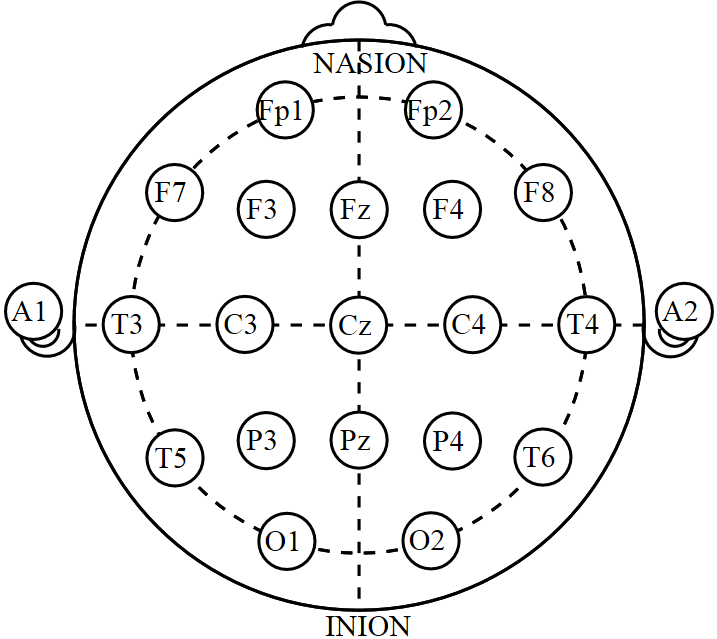 NASION
Fp1 Fp2
F7 F3 Fz F4 F8
A1 T3 C3 Cz C4 T4 A2
T5 P3 Pz P4 T6
O1 O2
INION